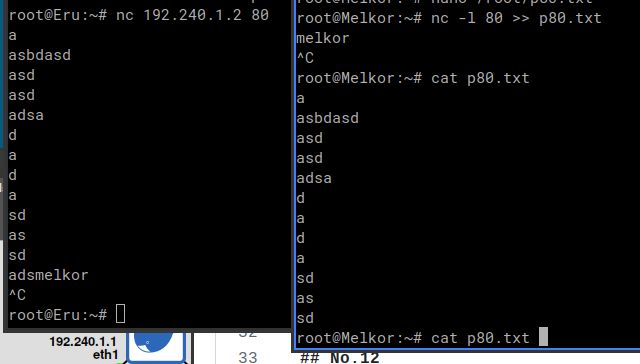 root@Eru:~# nc 192.240.1.2 80
a
asbdasd
asd
asd
adsa
d
a
d
a
sd
as
sd
adsmelkor
^C
root@Eru:~#
root@Melkor:~# nc -l 80 >> p80.txt
melkor
^C
root@Melkor:~# cat p80.txt
a
asbdasd
asd
asd
adsa
d
a
d
a
sd
as
sd
root@Melkor:~# cat p80.txt
192.240.1.1
eth1
33
## No.12